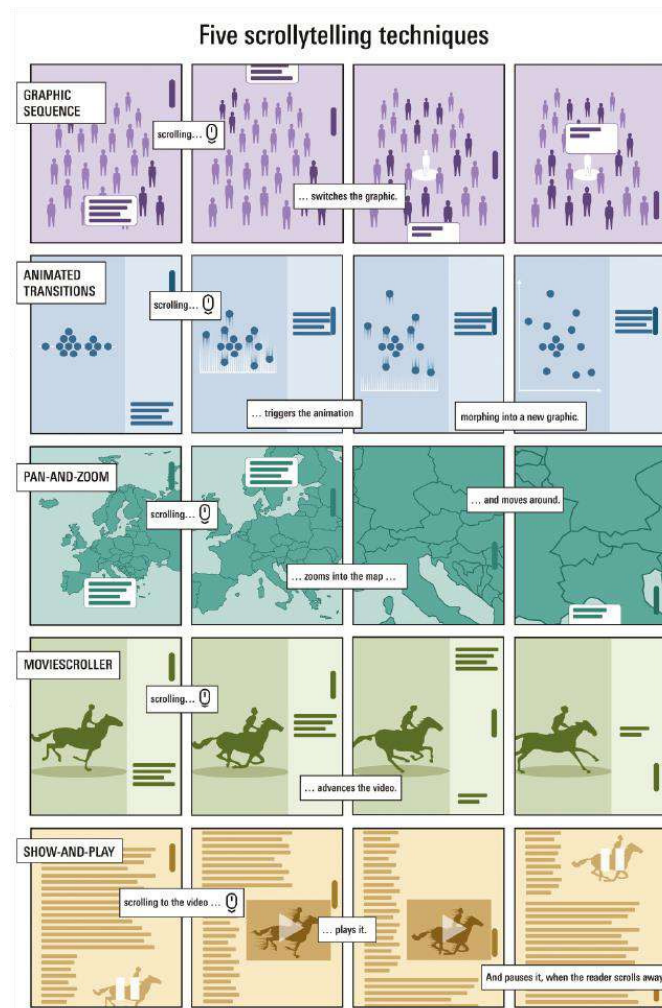 Five scrollytelling techniques
GRAPHIC
SEQUENCE
scrolling...
... switches the graphic.
ANIMATED
TRANSITIONS
scrolling...
... triggers the animation
morphing into a new graphic.
PAN-AND-ZOOM
scrolling...
... and moves around.
... zooms into the map ...
MOVIESCROLLER
scrolling...
... advances the video.
SHOW-AND-PLAY
scrolling to the video ...
... plays it.
And pauses it, when the reader scrolls away